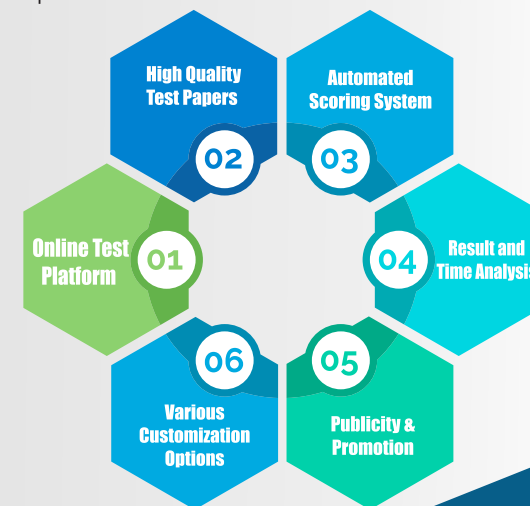 Online Test
Platform
01
High Quality
Test Papers
02
Automated
Scoring System
03
04
Result and
Time Analysis
05
Publicity &
Promotion
06
Various
Customization
Options